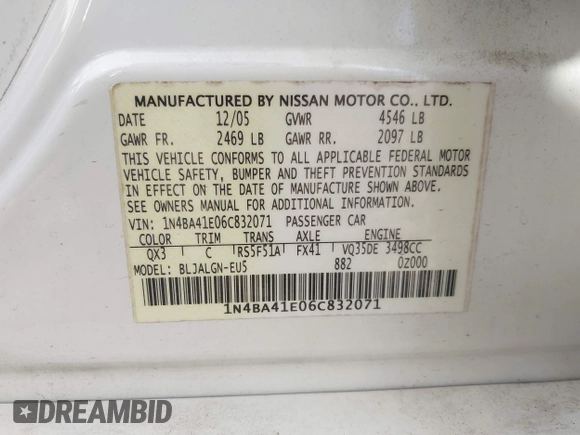 MANUFACTURED BY NISSAN MOTOR CO., LTD.
DATE 12/05 GVWR 4546 LB
GAWR FR. 2469 LB GAWR RR. 2097 LB
THIS VEHICLE CONFORMS TO ALL APPLICABLE FEDERAL MOTOR
VEHICLE SAFETY, BUMPER AND THEFT PREVENTION STANDARDS
IN EFFECT ON THE DATE OF MANUFACTURE SHOWN ABOVE.
SEE OWNERS MANUAL FOR ADDITIONAL INFORMATION.
VIN: 1N4BA41E06C832071 PASSENGER CAR
COLOR TRIM TRANS AXLE ENGINE
QX3 C RS5F51A FX41 VQ35DE 3498CC
MODEL: BLJALGN-EU5 882 0Z000
1N4BA41E06C832071
DREAMBID